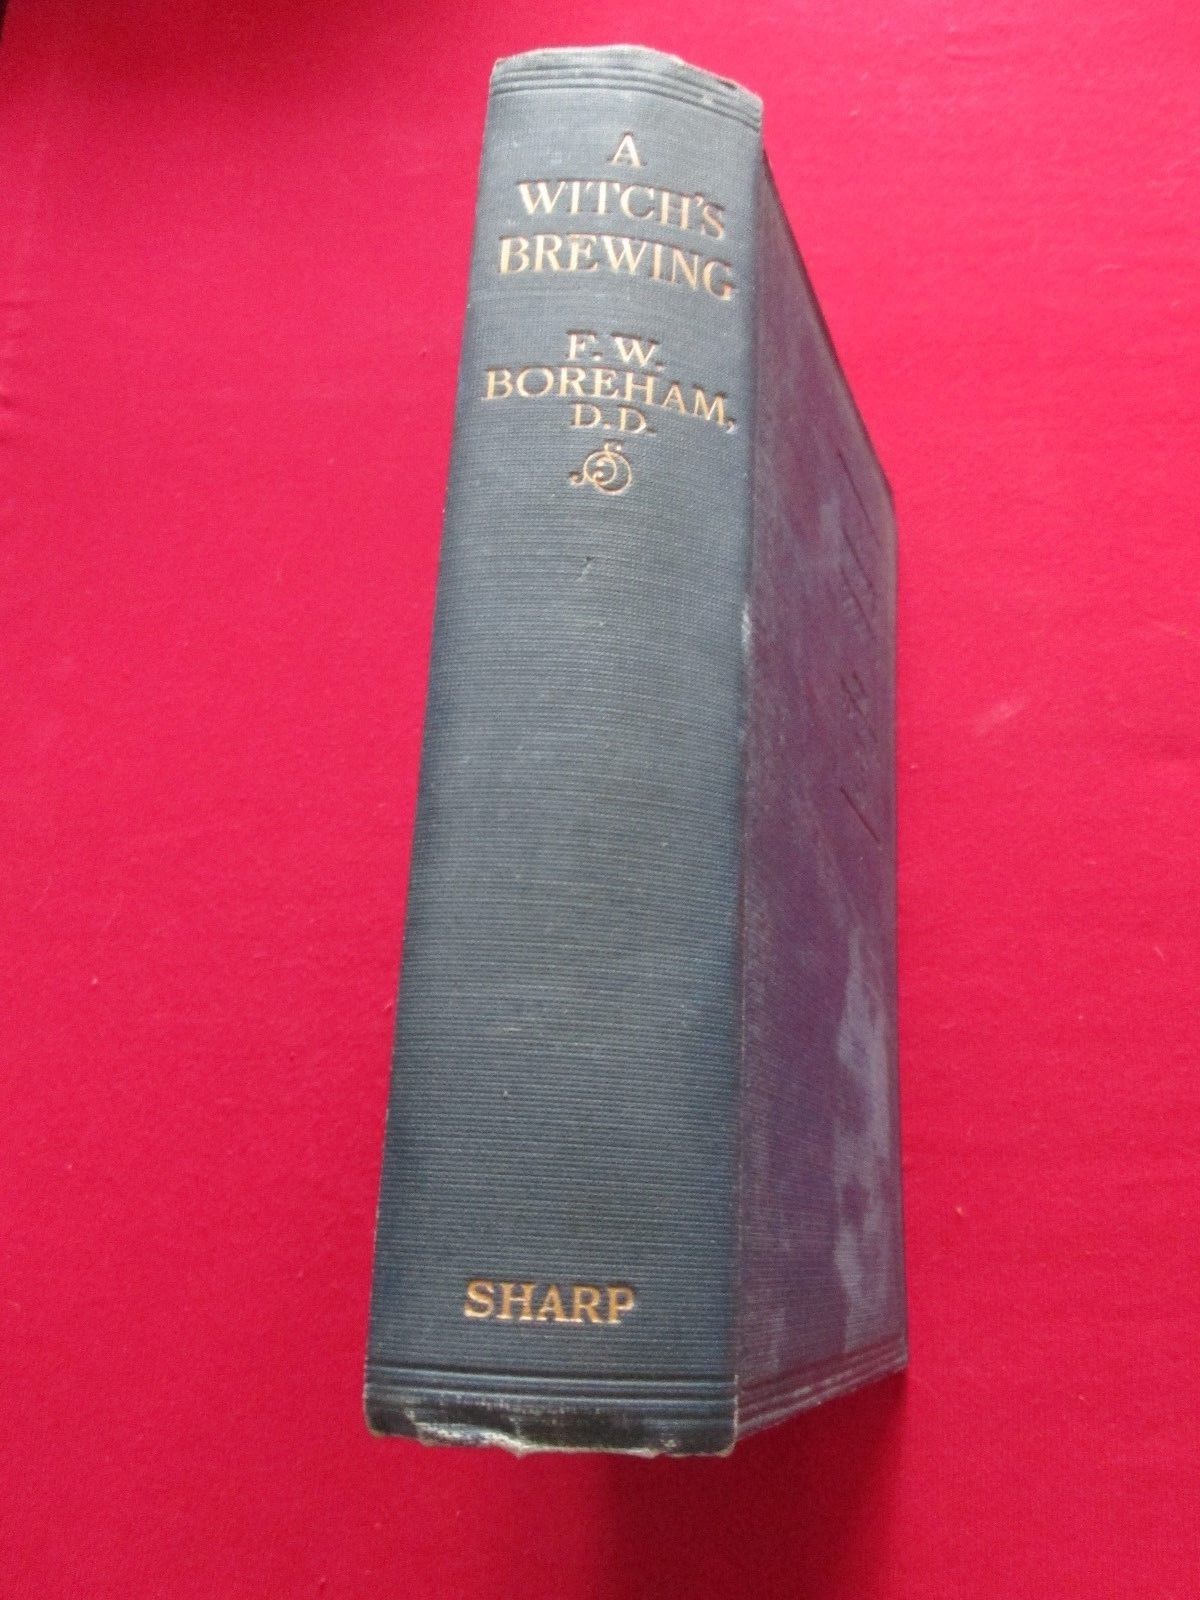 A
WITCH'S
BREWING
F. W.
BOREHAM,
D.D.
SHARP